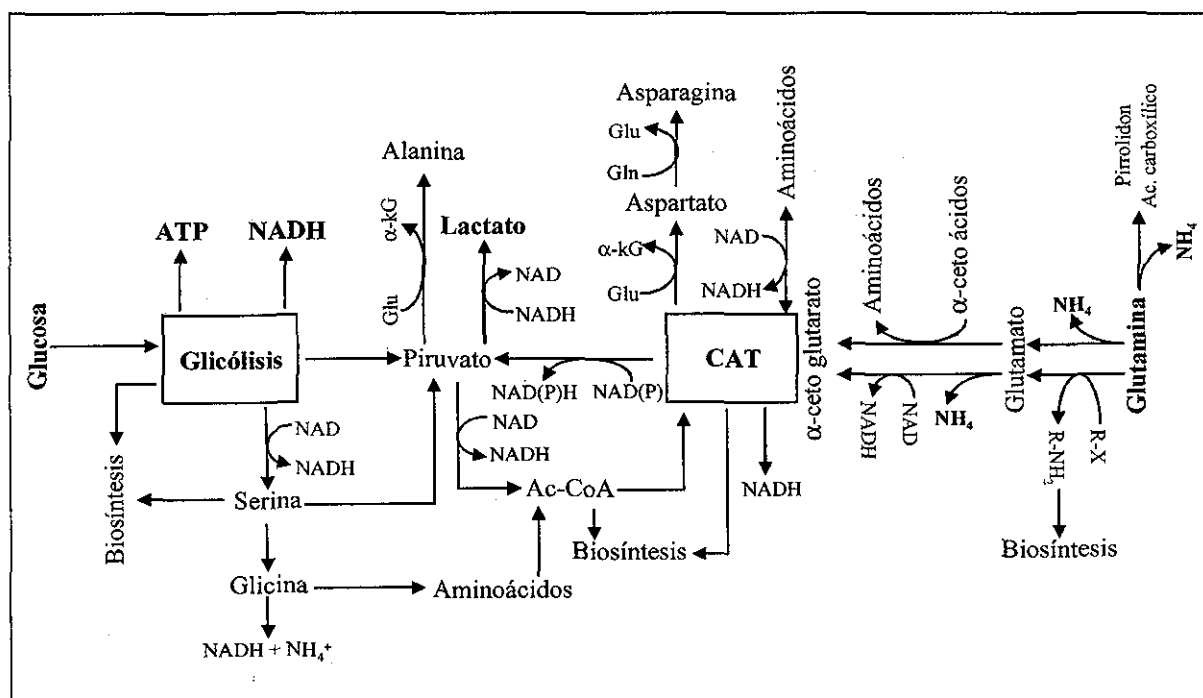 Asparagina
Glu
Gln
Aspartato
α-kG
Glu
Aminoácidos
NAD
NADH
Alanina
α-kG
Glu
Lactato
NAD
NADH
ATP
NADH
Glucosa
Glicólisis
Piruvato
CAT
α-ceto glutarato
Aminoácidos
α-ceto ácidos
Pirrolidon
Ac. carboxílico
NH₄
NH₄
Glutamato
Glutamina
NAD(P)H
NAD(P)
NADH
NAD
NH₄
R-NH₂
R-X
Biosíntesis
NAD
NADH
NAD
NADH
Serina
Ac-CoA
NADH
Biosíntesis
Biosíntesis
Glicina
Aminoácidos
NADH + NH₄⁺